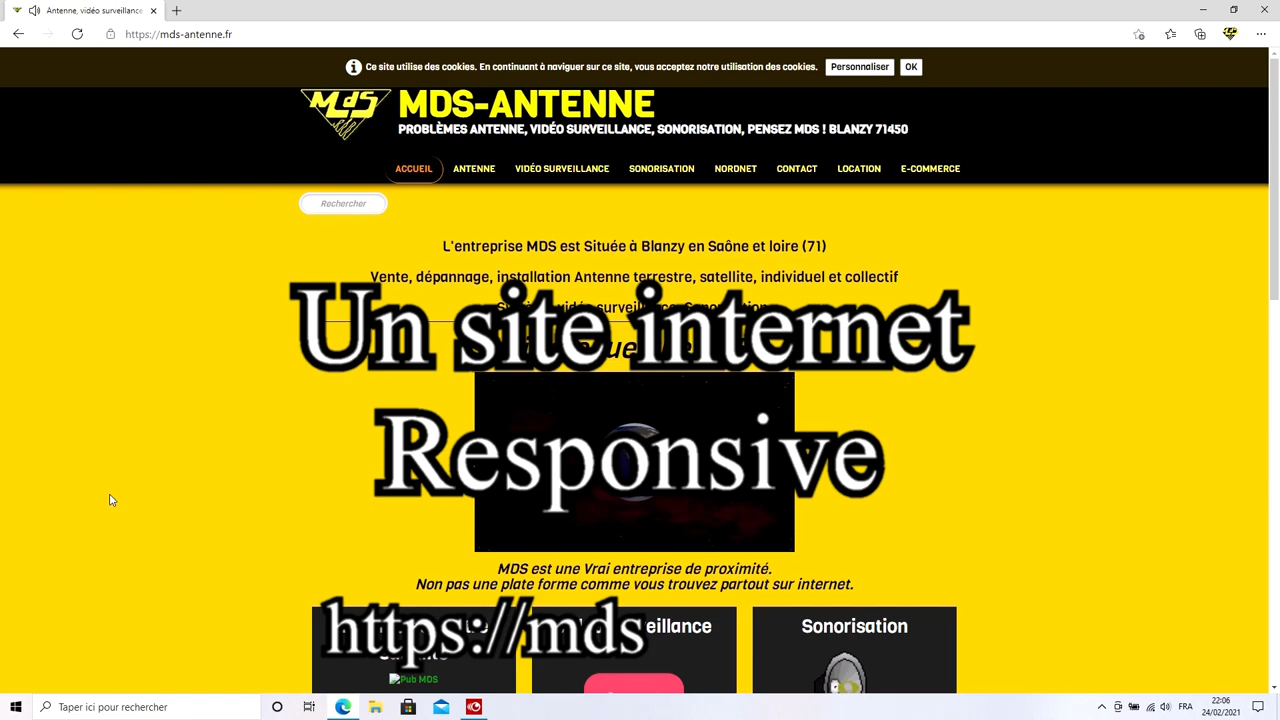 Antenne, vidéo surveillance
https://mds-antenne.fr
Ce site utilise des cookies. En continuant à naviguer sur ce site, vous acceptez notre utilisation des cookies. Personnaliser OK
MdS
MDS-ANTENNE
PROBLÈMES ANTENNE, VIDÉO SURVEILLANCE, SONORISATION, PENSEZ MDS ! BLANZY 71450
ACCUEIL ANTENNE VIDÉO SURVEILLANCE SONORISATION NORDNET CONTACT LOCATION E-COMMERCE
Rechercher
L'entreprise MDS est Située à Blanzy en Saône et loire (71)
Vente, dépannage, installation Antenne terrestre, satellite, individuel et collectif
Un site internet
Responsive
MDS est une Vrai entreprise de proximité.
Non pas une plate forme comme vous trouvez partout sur internet.
https://mds
Sonorisation
Pub MDS
Taper ici pour rechercher
FRA
22:06
24/02/2021